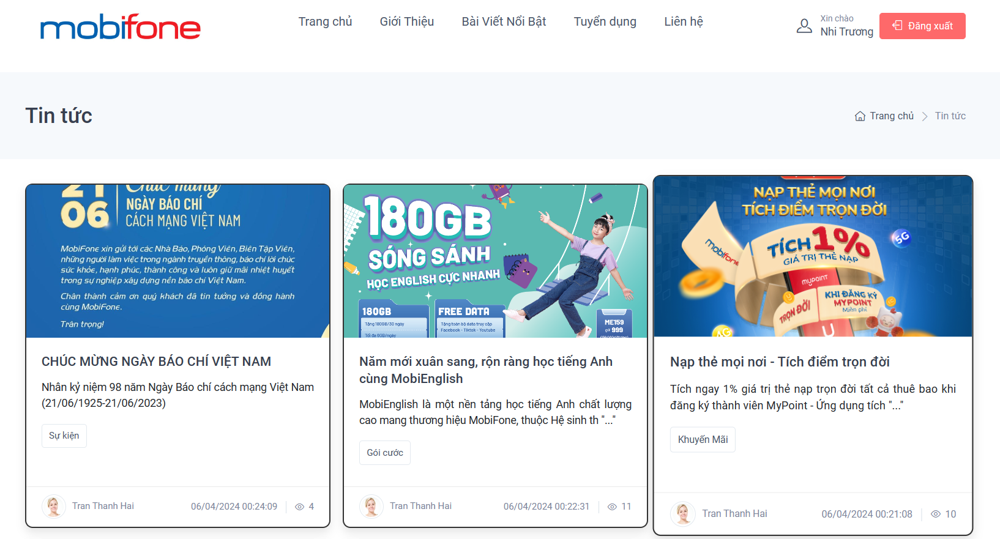 mobifone
Trang chủ
Giới Thiệu
Bài Viết Nổi Bật
Tuyển dụng
Liên hệ
Xin chào
Nhi Trương
Đăng xuất
Tin tức
Trang chủ
Tin tức
21
06
Chúc mừng
NGÀY BÁO CHÍ
CÁCH MẠNG VIỆT NAM
MobiFone xin gửi tới các Nhà Báo, Phóng Viên, Biên Tập Viên,
những người làm việc trong ngành truyền thông, báo chí lời chúc
sức khỏe, hạnh phúc, thành công và luôn giữ mãi nhiệt huyết
trong sự nghiệp xây dựng nền báo chí Việt Nam.
Chân thành cảm ơn quý khách đã tin tưởng và đồng hành
cùng MobiFone.
Trân trọng!
CHÚC MỪNG NGÀY BÁO CHÍ VIỆT NAM
Nhân kỷ niệm 98 năm Ngày Báo chí cách mạng Việt Nam
(21/06/1925-21/06/2023)
Sự kiện
Tran Thanh Hai
06/04/2024 00:24:09
4
180GB
SÓNG SÁNH
HỌC ENGLISH CỰC NHANH
180GB
Tặng 180GB/30 ngày
Tối đa 6GB/ngày
FREE DATA
Tặng toàn bộ data truy cập
Facebook - Tiktok - Youtube
ME159
gửi 999
Năm mới xuân sang, rộn ràng học tiếng Anh
cùng MobiEnglish
MobiEnglish là một nền tảng học tiếng Anh chất lượng
cao mang thương hiệu MobiFone, thuộc Hệ sinh th "..."
Gói cước
Tran Thanh Hai
06/04/2024 00:22:31
11
NẠP THẺ MỌI NƠI
TÍCH ĐIỂM TRỌN ĐỜI
mobifone
TÍCH 1%
GIÁ TRỊ THẺ NẠP
5G
mypoint
TRỌN ĐỜI
KHI ĐĂNG KÝ
MYPOINT
Miễn phí
4G
Nạp thẻ mọi nơi - Tích điểm trọn đời
Tích ngay 1% giá trị thẻ nạp trọn đời tất cả thuê bao khi
đăng ký thành viên MyPoint - Ứng dụng tích "..."
Khuyến Mãi
Tran Thanh Hai
06/04/2024 00:21:08
10